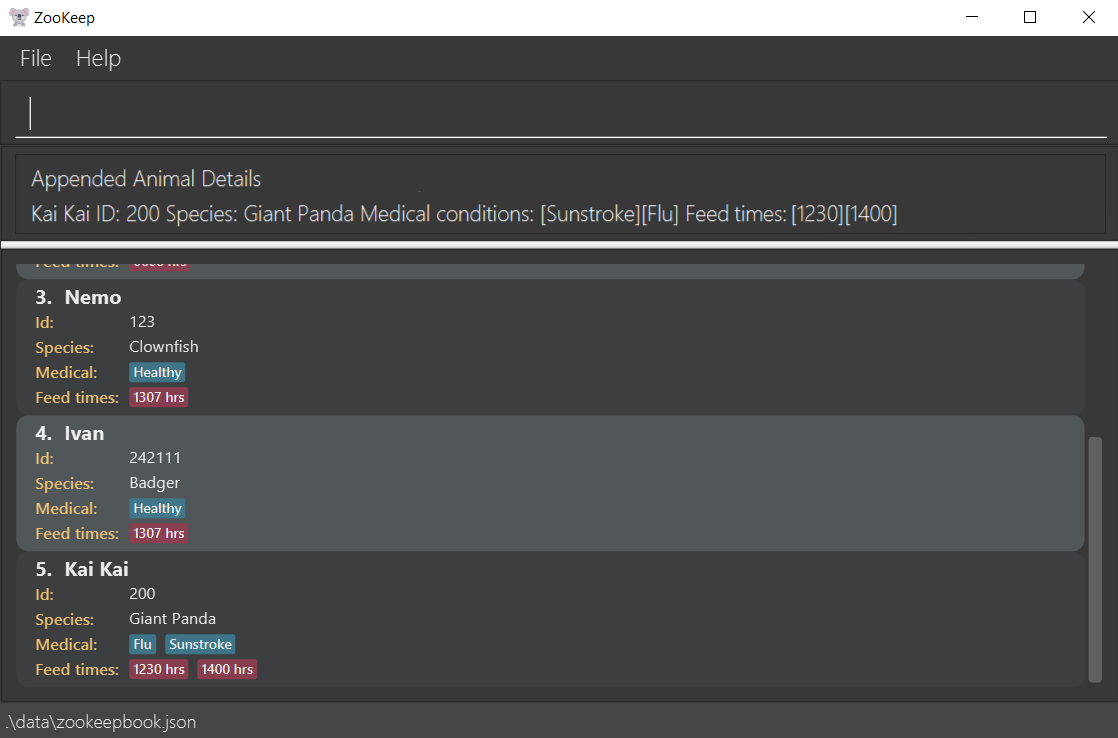 ZooKeep
File Help
Appended Animal Details
Kai Kai ID: 200 Species: Giant Panda Medical conditions: [Sunstroke][Flu] Feed times: [1230][1400]
Feed times:
3. Nemo
Id: 123
Species: Clownfish
Medical: Healthy
Feed times: 1307 hrs
4. Ivan
Id: 242111
Species: Badger
Medical: Healthy
Feed times: 1307 hrs
5. Kai Kai
Id: 200
Species: Giant Panda
Medical: Flu Sunstroke
Feed times: 1230 hrs 1400 hrs
.\data\zookeepbook.json